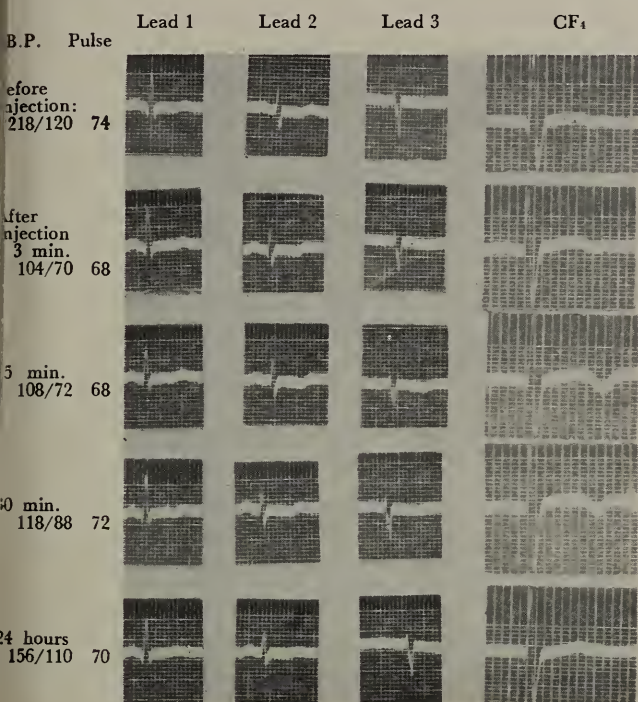 Lead 1 Lead 2 Lead 3 CF₄
B.P. Pulse
efore
njection:
218/120 74
fter
njection
3 min.
104/70 68
5 min.
108/72 68
0 min.
118/88 72
24 hours
156/110 70